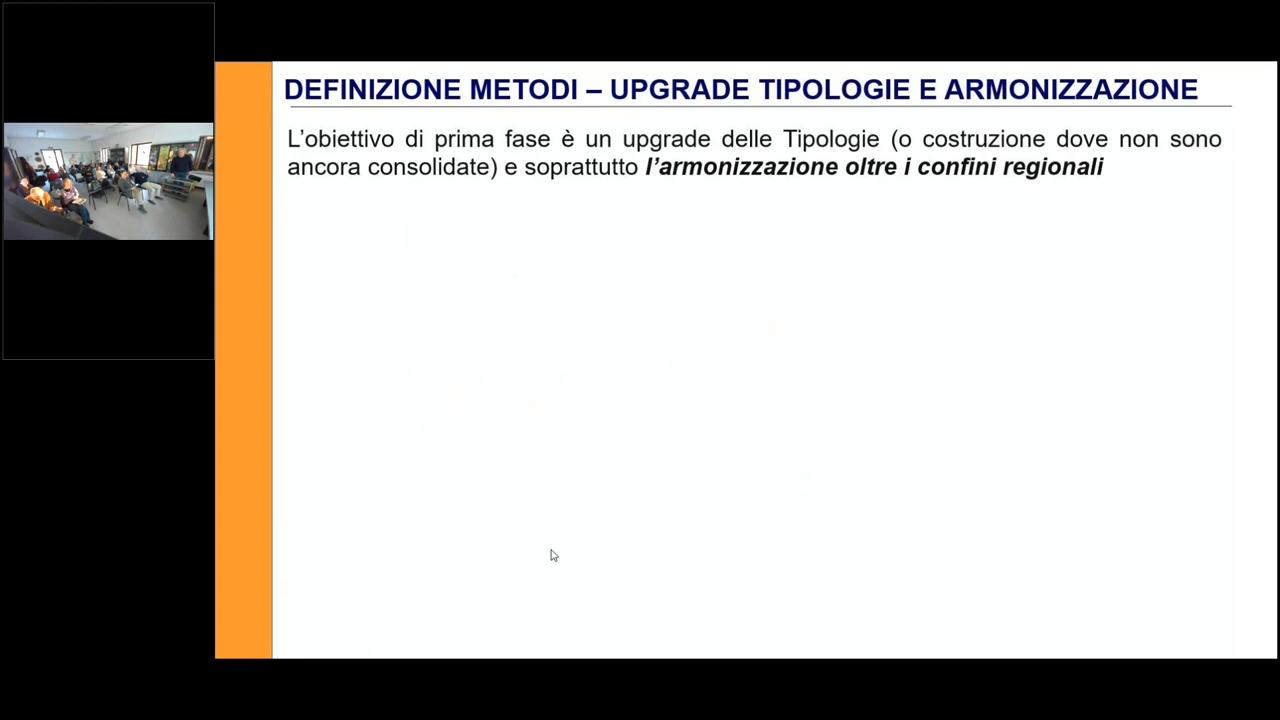 DEFINIZIONE METODI – UPGRADE TIPOLOGIE E ARMONIZZAZIONE
L’obiettivo di prima fase è un upgrade delle Tipologie (o costruzione dove non sono
ancora consolidate) e soprattutto l’armonizzazione oltre i confini regionali